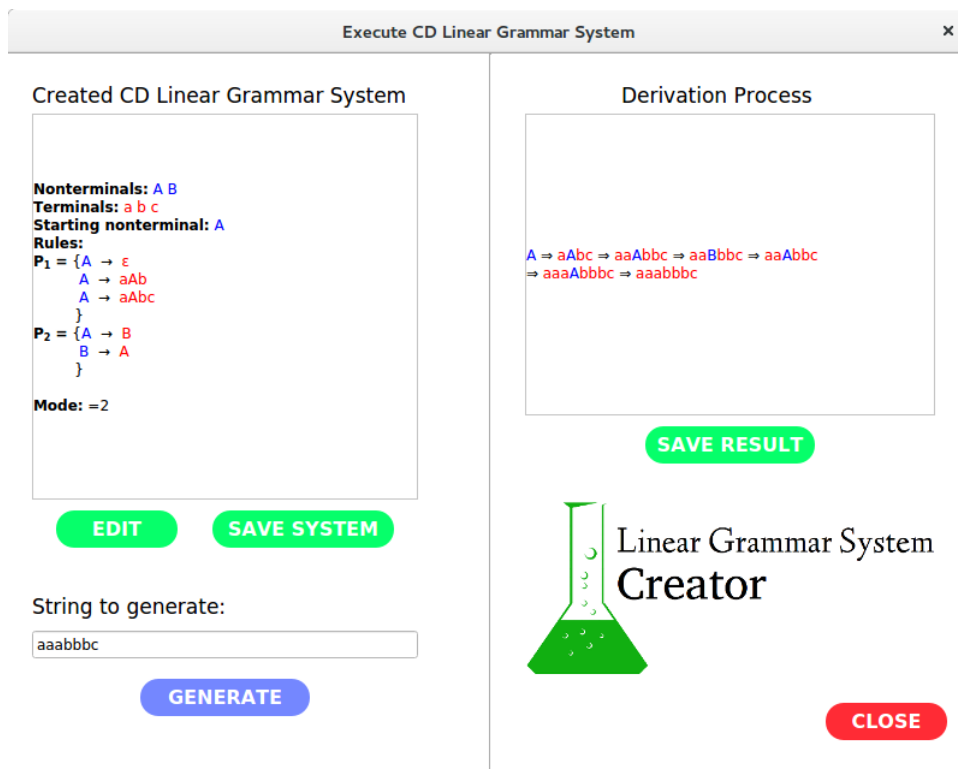 Execute CD Linear Grammar System
×
Created CD Linear Grammar System
Nonterminals: A B
Terminals: a b c
Starting nonterminal: A
Rules:
P₁ = {A → ε
A → aAb
A → aAbc
}
P₂ = {A → B
B → A
}
Mode: =2
EDIT
SAVE SYSTEM
String to generate:
aaabbbc
GENERATE
Derivation Process
A ⇒ aAbc ⇒ aaAbbc ⇒ aaBbbc ⇒ aaAbbc
⇒ aaaAbbbc ⇒ aaabbbc
SAVE RESULT
Linear Grammar System
Creator
CLOSE